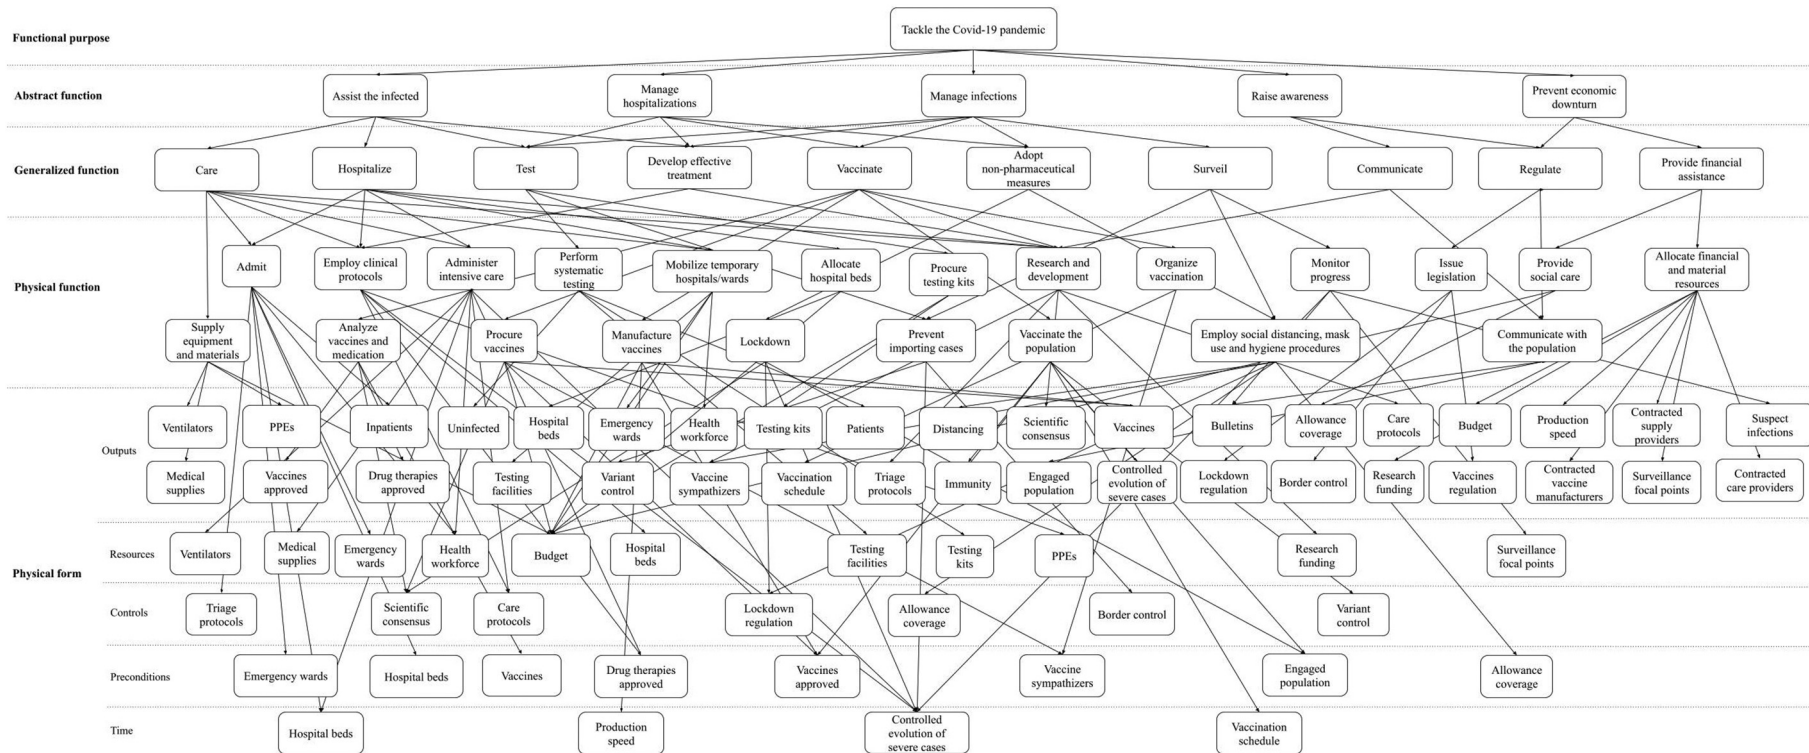 Functional purpose
Tackle the Covid-19 pandemic
Abstract function
Assist the infected
Manage
hospitalizations
Manage infections
Raise awareness
Prevent economic
downturn
Generalized function
Care
Hospitalize
Test
Develop effective
treatment
Vaccinate
Adopt
non-pharmaceutical
measures
Surveil
Communicate
Regulate
Provide financial
assistance
Physical function
Admit
Employ clinical
protocols
Administer
intensive care
Perform
systematic
testing
Mobilize temporary
hospitals/wards
Allocate
hospital beds
Procure
testing kits
Research and
development
Organize
vaccination
Monitor
progress
Issue
legislation
Provide
social care
Allocate financial
and material
resources
Supply
equipment
and materials
Analyze
vaccines and
medication
Procure
vaccines
Manufacture
vaccines
Lockdown
Prevent
importing cases
Vaccinate the
population
Employ social distancing, mask
use and hygiene procedures
Communicate with
the population
Physical form
Outputs
Ventilators
PPEs
Inpatients
Uninfected
Hospital
beds
Emergency
wards
Health
workforce
Testing kits
Patients
Distancing
Scientific
consensus
Vaccines
Bulletins
Allowance
coverage
Care
protocols
Budget
Production
speed
Contracted
supply
providers
Suspect
infections
Medical
supplies
Vaccines
approved
Drug therapies
approved
Testing
facilities
Variant
control
Vaccine
sympathizers
Vaccination
schedule
Triage
protocols
Immunity
Engaged
population
Controlled
evolution of
severe cases
Lockdown
regulation
Border control
Research
funding
Vaccines
regulation
Contracted
vaccine
manufacturers
Surveillance
focal points
Contracted
care providers
Resources
Ventilators
Medical
supplies
Emergency
wards
Health
workforce
Budget
Hospital
beds
Testing
facilities
Testing
kits
PPEs
Research
funding
Surveillance
focal points
Controls
Triage
protocols
Scientific
consensus
Care
protocols
Lockdown
regulation
Allowance
coverage
Border control
Variant
control
Preconditions
Emergency wards
Hospital beds
Vaccines
Drug therapies
approved
Vaccines
approved
Vaccine
sympathizers
Engaged
population
Allowance
coverage
Time
Hospital beds
Production
speed
Controlled
evolution of
severe cases
Vaccination
schedule